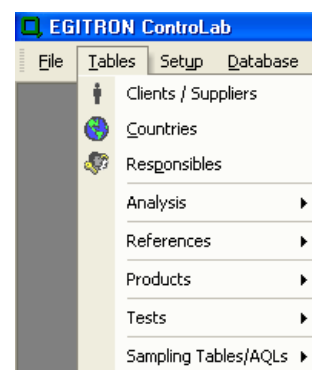 EGITRON ControLab
File Tables Setup Database
Clients / Suppliers
Countries
Responsibles
Analysis
References
Products
Tests
Sampling Tables/AQLs